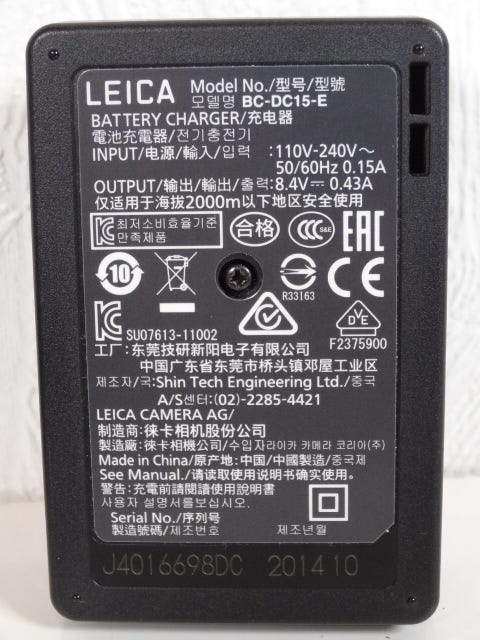 LEICA Model No./型号/型號
모델명 BC-DC15-E
BATTERY CHARGER/充电器
電池充電器/전기충전기
INPUT/电源/輸入/입력 :110V-240V～
50/60Hz 0.15A
OUTPUT/输出/輸出/출력:8.4V⎓ 0.43A
仅适用于海拔2000m以下地区安全使用
최저소비효율기준
만족제품
合格
CCC S&E
EAC
10
R33163
CE
VDE
SU07613-11002
F2375900
工厂:东莞技研新阳电子有限公司
中国广东省东莞市桥头镇邓屋工业区
제조자/국:Shin Tech Engineering Ltd./중국
A/S센터:(02)-2285-4421
LEICA CAMERA AG/
制造商:徕卡相机股份公司
製造廠:徠卡相機公司/수입자라이카 카메라 코리아(주)
Made in China/原产地:中国/中國製造/중국제
See Manual./请读取使用说明书确实使用.
警告:充電前請閱讀使用說明書
사용자 설명서를보십시오.
Serial No./序列号
製造號碼/제조번호 제조년월
J4016698DC 2014 10